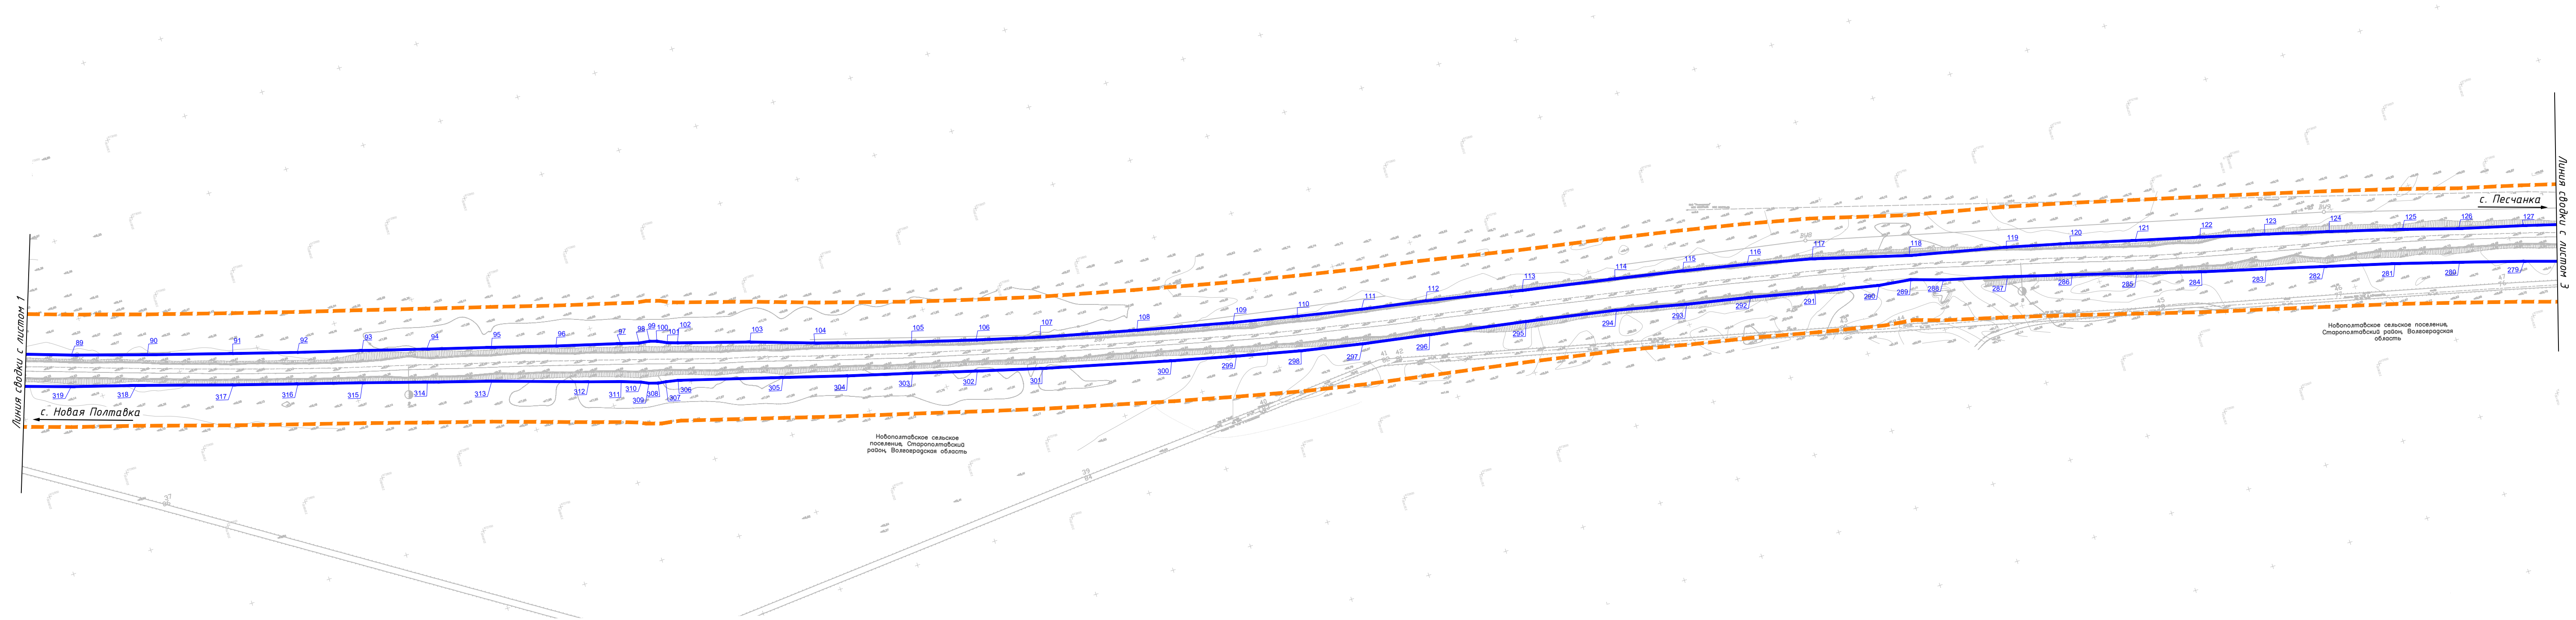 Линия сводки с листом 1
с. Новая Полтавка
с. Песчанка
Линия сводки с листом 3
89 90 91 92 93 94 95 96 97 98 99 100 101 102 103 104 105 106 107 108 109 110 111 112 113 114 115 116 117 118 119 120 121 122 123 124 125 126 127
319 318 317 316 315 314 313 312 311 310 309 308 307 306 305 304 303 302 301 300 299 298 297 296 295 294 293 292 291 290 289 288 287 286 285 284 283 282 281 280 279
Новополтавское сельское
поселение, Старополтавский
район, Волгоградская область
Новополтавское сельское поселение,
Старополтавский район, Волгоградская
область